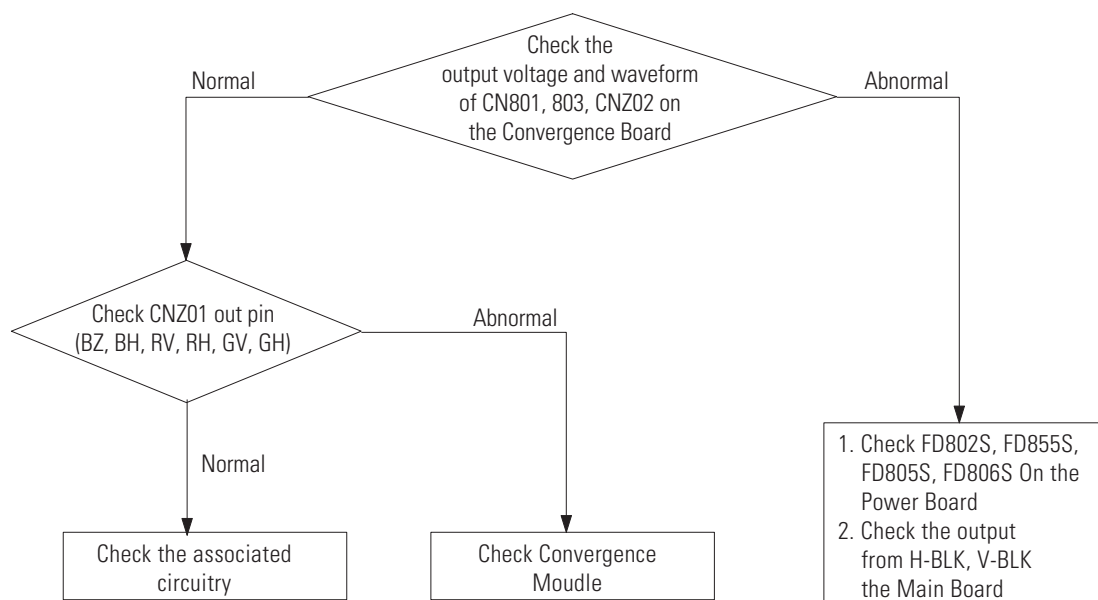 Check the
output voltage and waveform
of CN801, 803, CNZ02 on
the Convergence Board
Normal
Abnormal
Check CNZ01 out pin
(BZ, BH, RV, RH, GV, GH)
Abnormal
Normal
Check the associated
circuitry
Check Convergence
Moudle
1. Check FD802S, FD855S,
FD805S, FD806S On the
Power Board
2. Check the output
from H-BLK, V-BLK
the Main Board